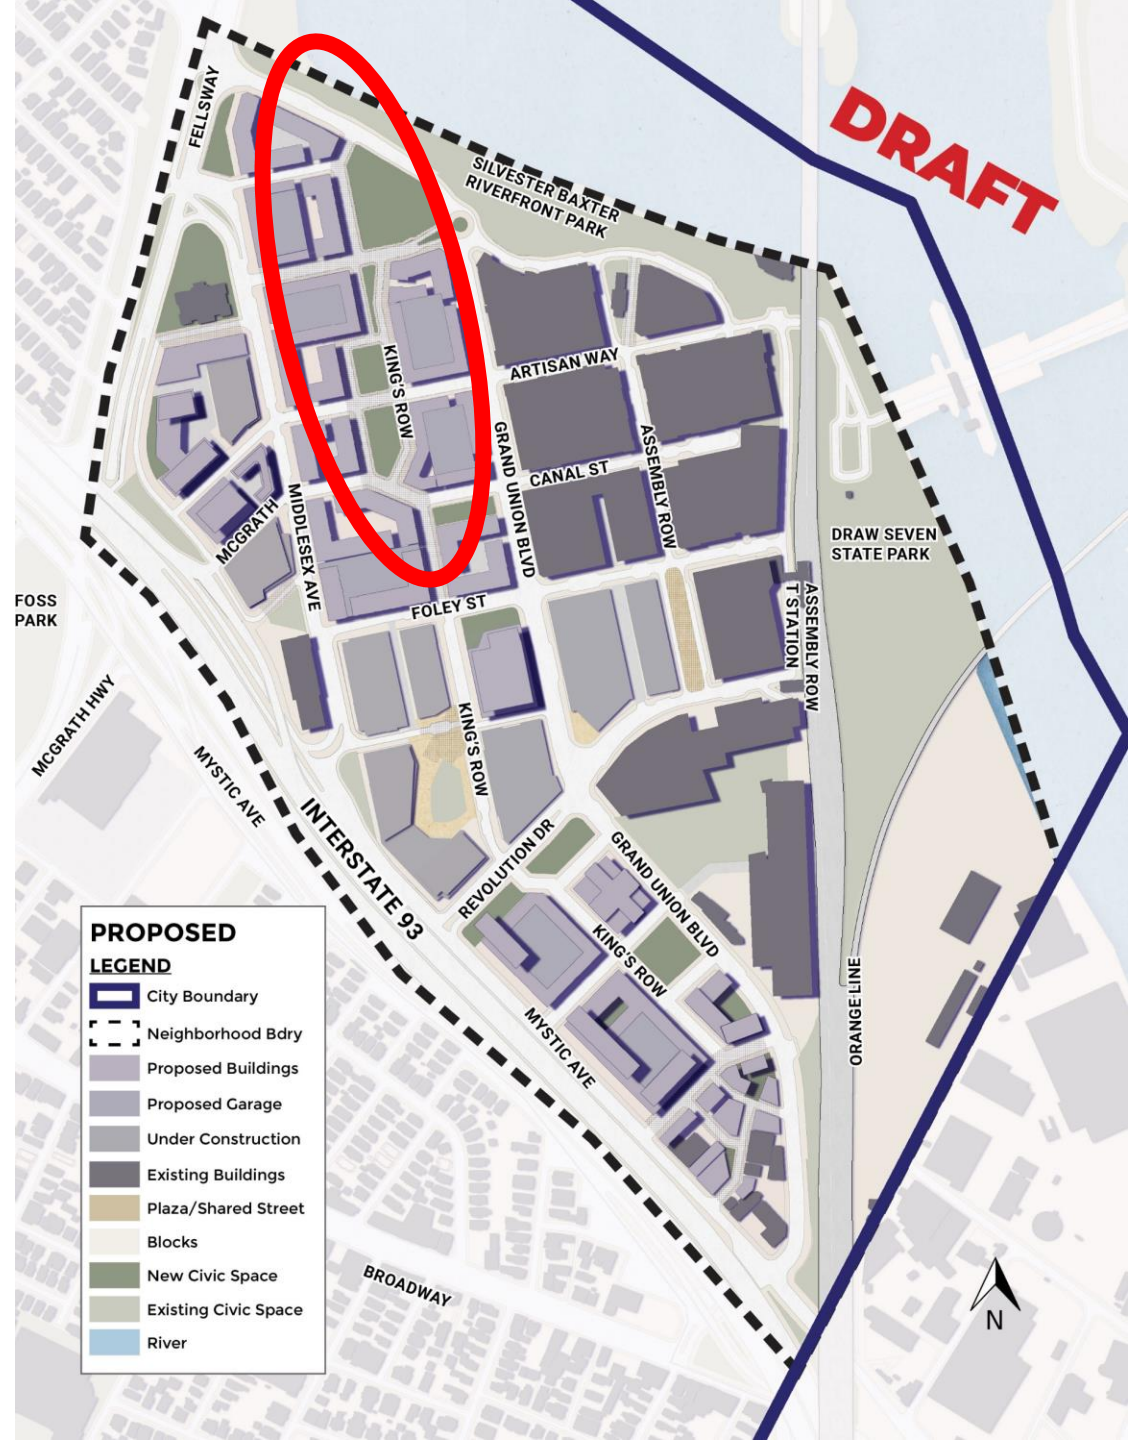 FELLSWAY
DRAFT
SILVESTER BAXTER
RIVERFRONT PARK
KING'S ROW
ARTISAN WAY
GRAND UNION BLVD
ASSEMBLY ROW
CANAL ST
MIDDLESEX AVE
MCGRATH
DRAW SEVEN
STATE PARK
FOSS
PARK
FOLEY ST
ASSEMBLY ROW
T STATION
MCGRATH HWY
MYSTIC AVE
KING'S ROW
INTERSTATE 93
REVOLUTION DR
GRAND UNION BLVD
KING'S ROW
MYSTIC AVE
ORANGE LINE
PROPOSED
LEGEND
City Boundary
Neighborhood Bdry
Proposed Buildings
Proposed Garage
Under Construction
Existing Buildings
Plaza/Shared Street
Blocks
New Civic Space
Existing Civic Space
River
BROADWAY
N